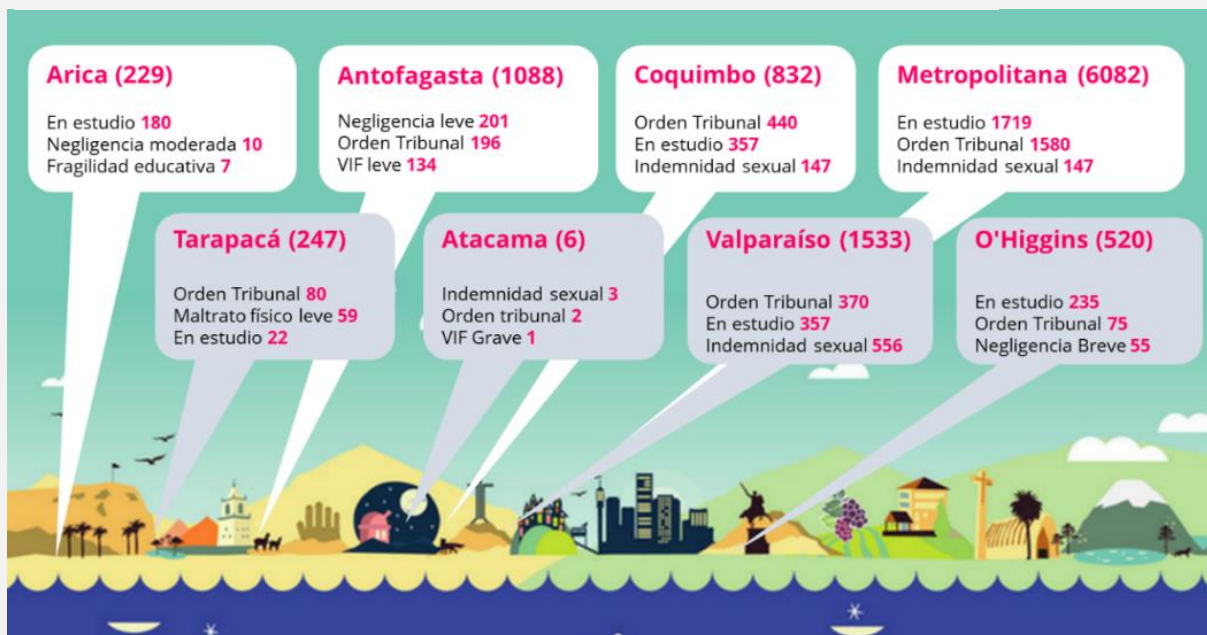 Arica (229)
En estudio 180
Negligencia moderada 10
Fragilidad educativa 7
Antofagasta (1088)
Negligencia leve 201
Orden Tribunal 196
VIF leve 134
Coquimbo (832)
Orden Tribunal 440
En estudio 357
Indemnidad sexual 147
Metropolitana (6082)
En estudio 1719
Orden Tribunal 1580
Indemnidad sexual 147
Tarapacá (247)
Orden Tribunal 80
Maltrato físico leve 59
En estudio 22
Atacama (6)
Indemnidad sexual 3
Orden tribunal 2
VIF Grave 1
Valparaíso (1533)
Orden Tribunal 370
En estudio 357
Indemnidad sexual 556
O'Higgins (520)
En estudio 235
Orden Tribunal 75
Negligencia Breve 55